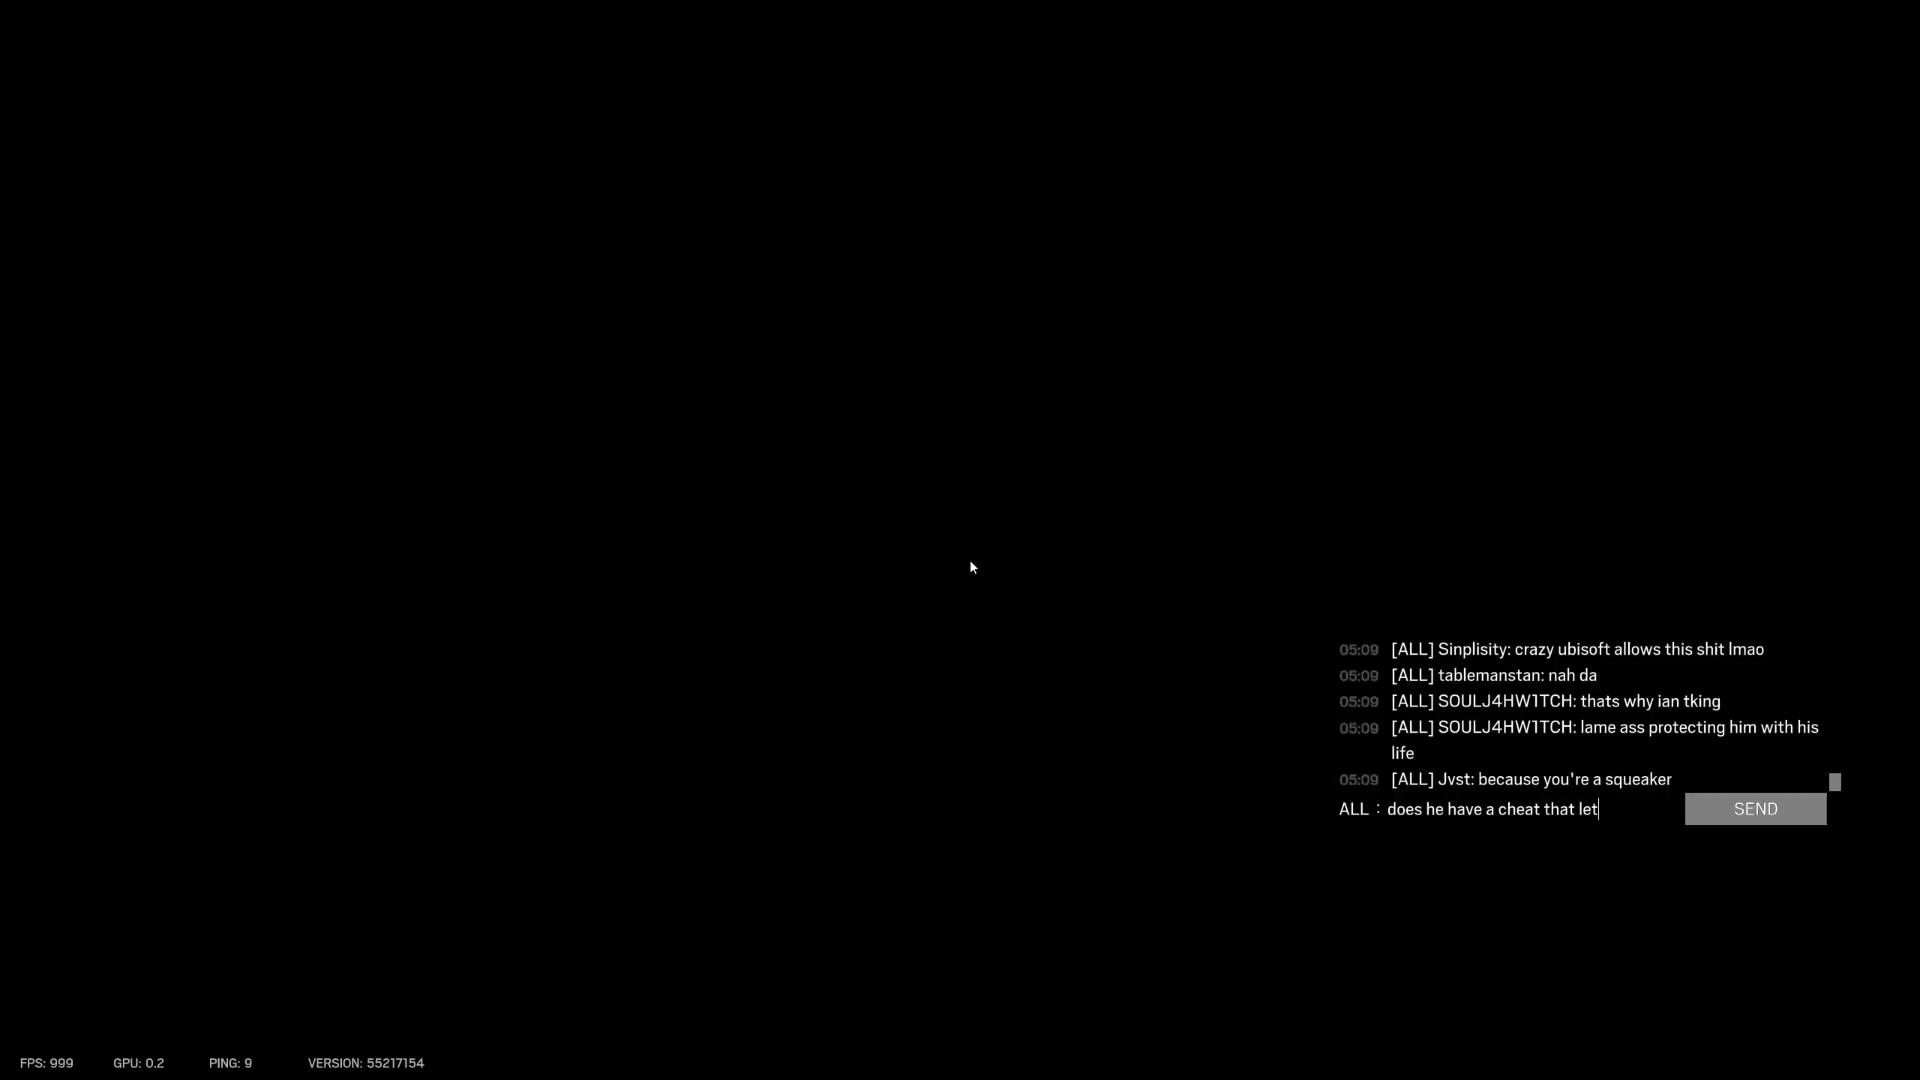 05:09 [ALL] Sinplisity: crazy ubisoft allows this shit lmao
05:09 [ALL] tablemanstan: nah da
05:09 [ALL] SOULJ4HW1TCH: thats why ian tking
05:09 [ALL] SOULJ4HW1TCH: lame ass protecting him with his
life
05:09 [ALL] Jvst: because you're a squeaker
ALL : does he have a cheat that let SEND
FPS: 999 GPU: 0.2 PING: 9 VERSION: 55217154